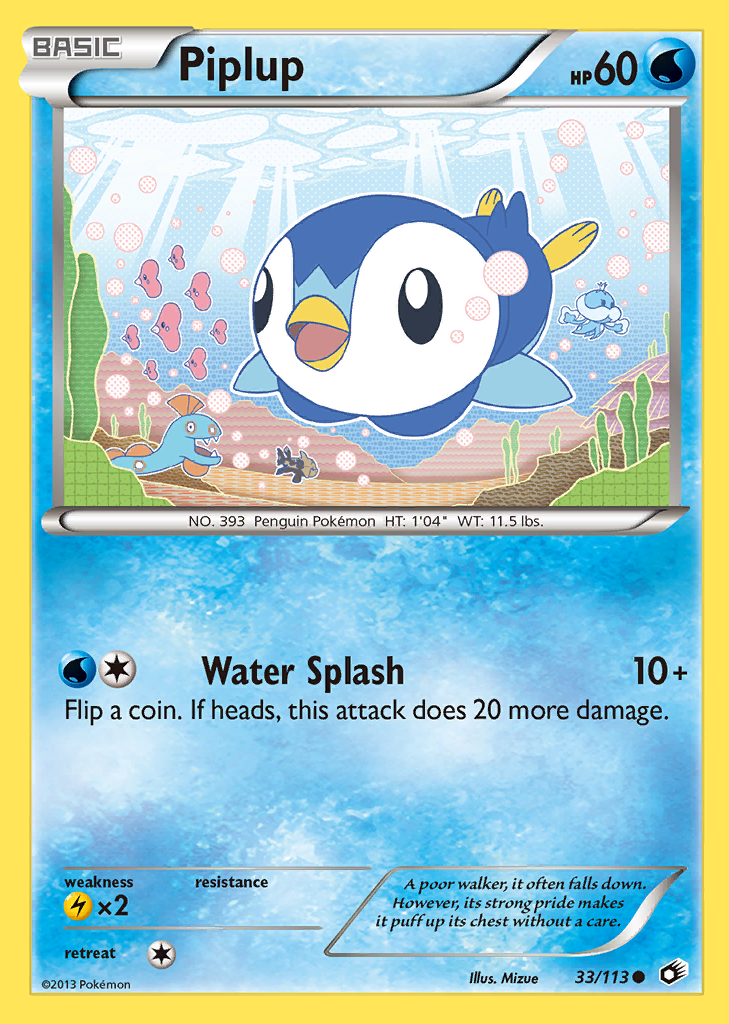 BASIC
Piplup
HP60
NO. 393 Penguin Pokémon HT: 1'04" WT: 11.5 lbs.
Water Splash 10+
Flip a coin. If heads, this attack does 20 more damage.
weakness resistance
×2
A poor walker, it often falls down.
However, its strong pride makes
it puff up its chest without a care.
retreat
Illus. Mizue 33/113
©2013 Pokémon